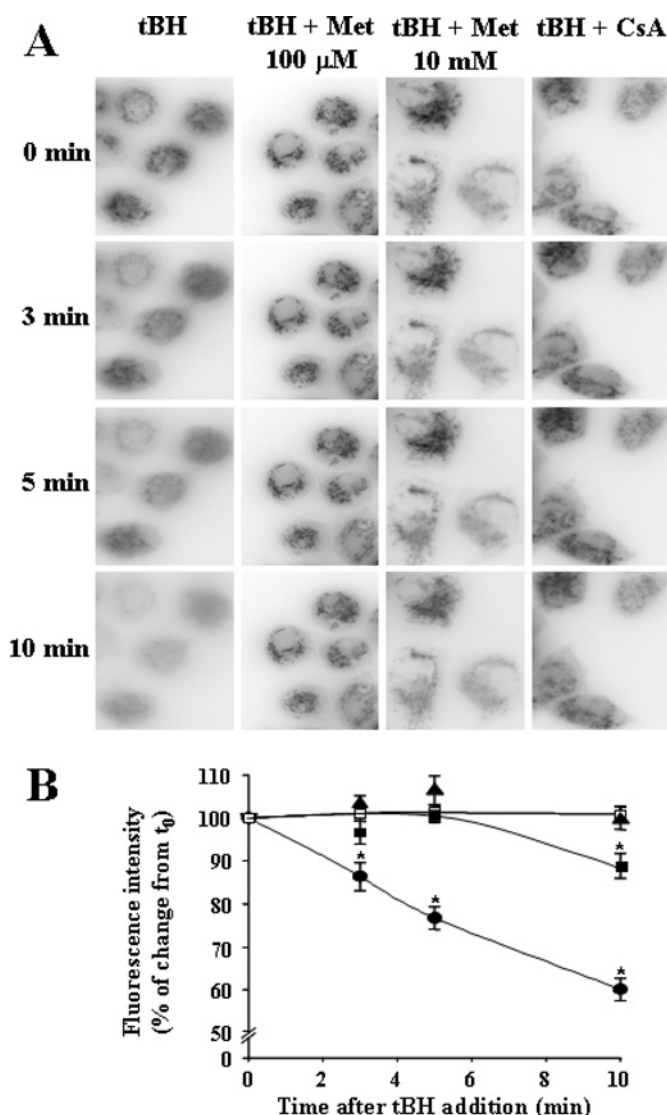 A
tBH
tBH + Met
100 µM
tBH + Met
10 mM
tBH + CsA
0 min
3 min
5 min
10 min
B
Fluorescence intensity
(% of change from t0)
110
100
90
80
70
60
50
0
*
*
*
*
0
2
4
6
8
10
Time after tBH addition (min)